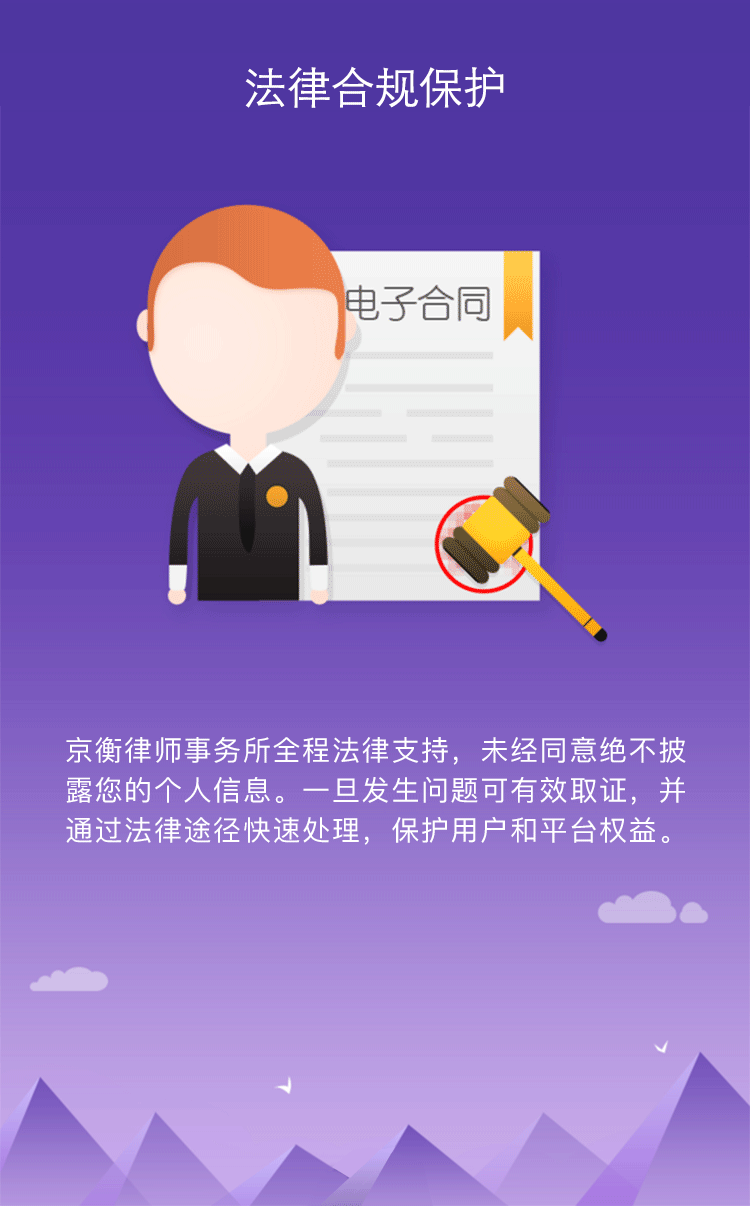 法律合规保护
电子合同
京衡律师事务所全程法律支持，未经同意绝不披
露您的个人信息。一旦发生问题可有效取证，并
通过法律途径快速处理，保护用户和平台权益。